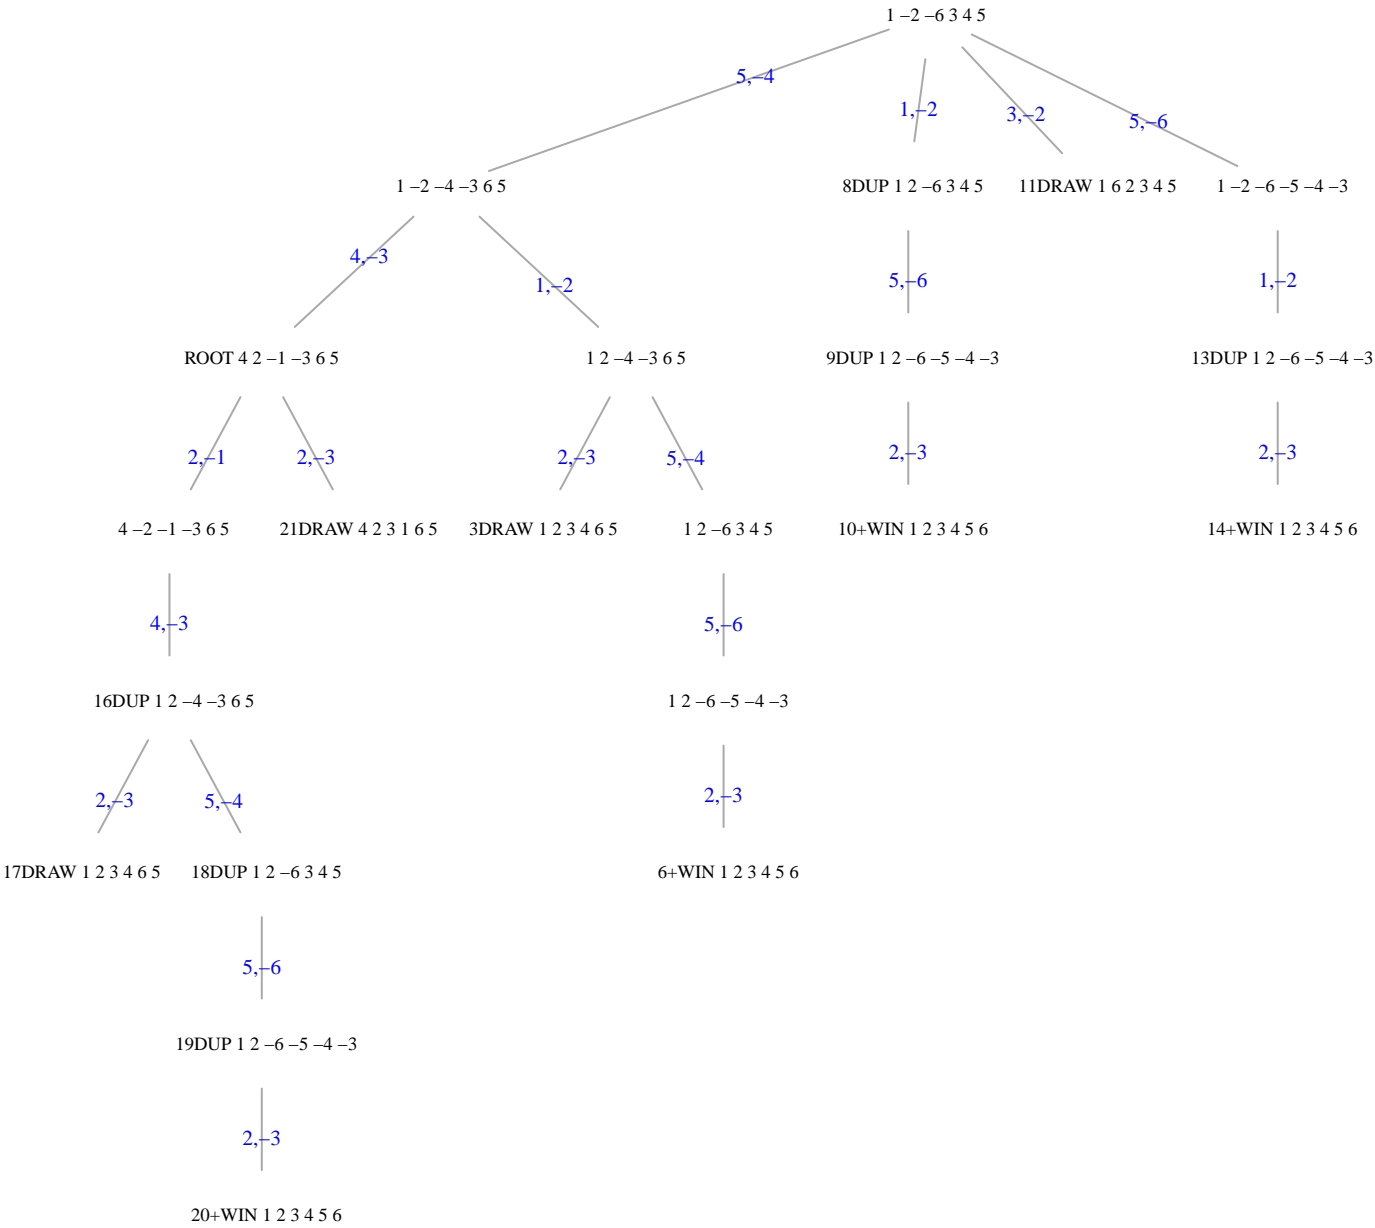 1 –2 –6 3 4 5
5,–4
1,–2
3,–2
5,–6
1 –2 –4 –3 6 5
8DUP 1 2 –6 3 4 5
11DRAW 1 6 2 3 4 5
1 –2 –6 –5 –4 –3
4,–3
1,–2
5,–6
1,–2
ROOT 4 2 –1 –3 6 5
1 2 –4 –3 6 5
9DUP 1 2 –6 –5 –4 –3
13DUP 1 2 –6 –5 –4 –3
2,–1
2,–3
2,–3
5,–4
2,–3
2,–3
4 –2 –1 –3 6 5
21DRAW 4 2 3 1 6 5
3DRAW 1 2 3 4 6 5
1 2 –6 3 4 5
10+WIN 1 2 3 4 5 6
14+WIN 1 2 3 4 5 6
4,–3
5,–6
16DUP 1 2 –4 –3 6 5
1 2 –6 –5 –4 –3
2,–3
5,–4
2,–3
17DRAW 1 2 3 4 6 5
18DUP 1 2 –6 3 4 5
6+WIN 1 2 3 4 5 6
5,–6
19DUP 1 2 –6 –5 –4 –3
2,–3
20+WIN 1 2 3 4 5 6